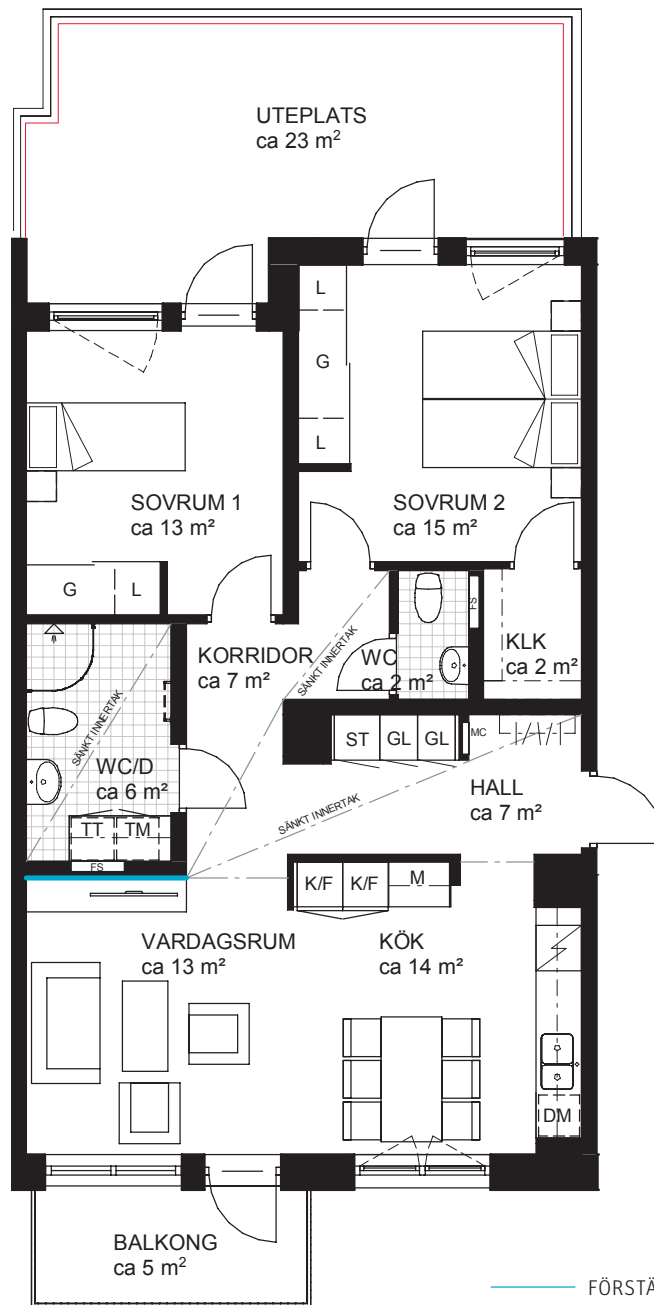 UTEPLATS
ca 23 m²
L
G
L
SOVRUM 1
ca 13 m²
SOVRUM 2
ca 15 m²
G
L
KORRIDOR
ca 7 m²
SÄNKT INNERTAK
WC
ca 2 m²
FS
KLK
ca 2 m²
SÄNKT INNERTAK
WC/D
ca 6 m²
TT
TM
FS
ST
GL
GL
MC
HALL
ca 7 m²
SÄNKT INNERTAK
K/F
K/F
M
VARDAGSRUM
ca 13 m²
KÖK
ca 14 m²
DM
BALKONG
ca 5 m²
FÖRSTÄ